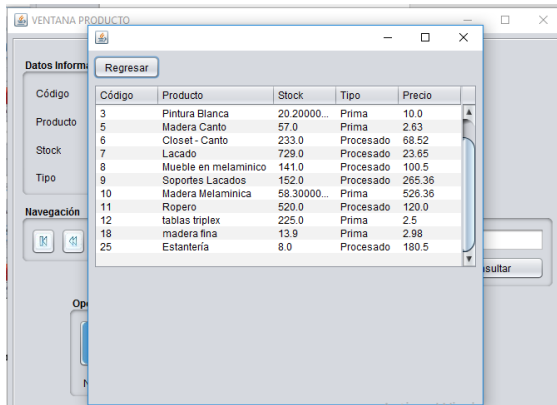 VENTANA PRODUCTO
Regresar
Datos Inform
Código
Producto
Stock
Tipo
Navegación
Código Producto Stock Tipo Precio
3 Pintura Blanca 20.20000... Prima 10.0
5 Madera Canto 57.0 Prima 2.63
6 Closet - Canto 233.0 Procesado 68.52
7 Lacado 729.0 Procesado 23.65
8 Mueble en melaminico 141.0 Procesado 100.5
9 Soportes Lacados 152.0 Procesado 265.36
10 Madera Melaminica 58.30000... Prima 526.36
11 Ropero 520.0 Procesado 120.0
12 tablas triplex 225.0 Prima 2.5
18 madera fina 13.9 Prima 2.98
25 Estantería 8.0 Procesado 180.5
sultar
Op
N